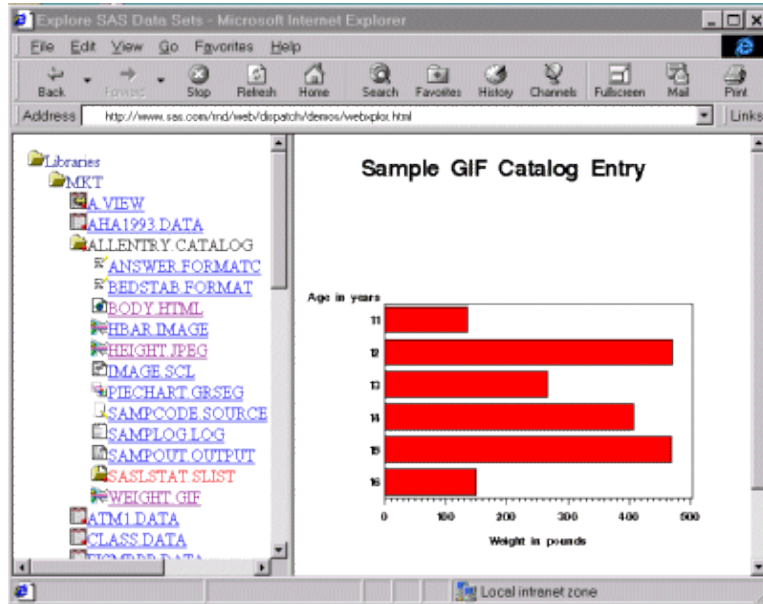 Explore SAS Data Sets - Microsoft Internet Explorer
File Edit View Go Favorites Help
Back Forward Stop Refresh Home Search Favorites History Channels Fullscreen Mail Print
Address http://www.sas.com/rnd/web/dispatch/demos/webxplor.html Links
Libraries
MKT
A.VIEW
AHA1993.DATA
ALLENTRY.CATALOG
ANSWER.FORMATC
BEDSTAB.FORMAT
BODY.HTML
HBAR.IMAGE
HEIGHT.JPEG
IMAGE.SCL
PIECHART.GRSEG
SAMPCODE.SOURCE
SAMPLOG.LOG
SAMPOUT.OUTPUT
SASLSTAT.SLIST
WEIGHT.GIF
ATM1.DATA
CLASS.DATA
Sample GIF Catalog Entry
Age in years
11
12
13
14
15
16
0 100 200 300 400 500
Weight in pounds
Local intranet zone